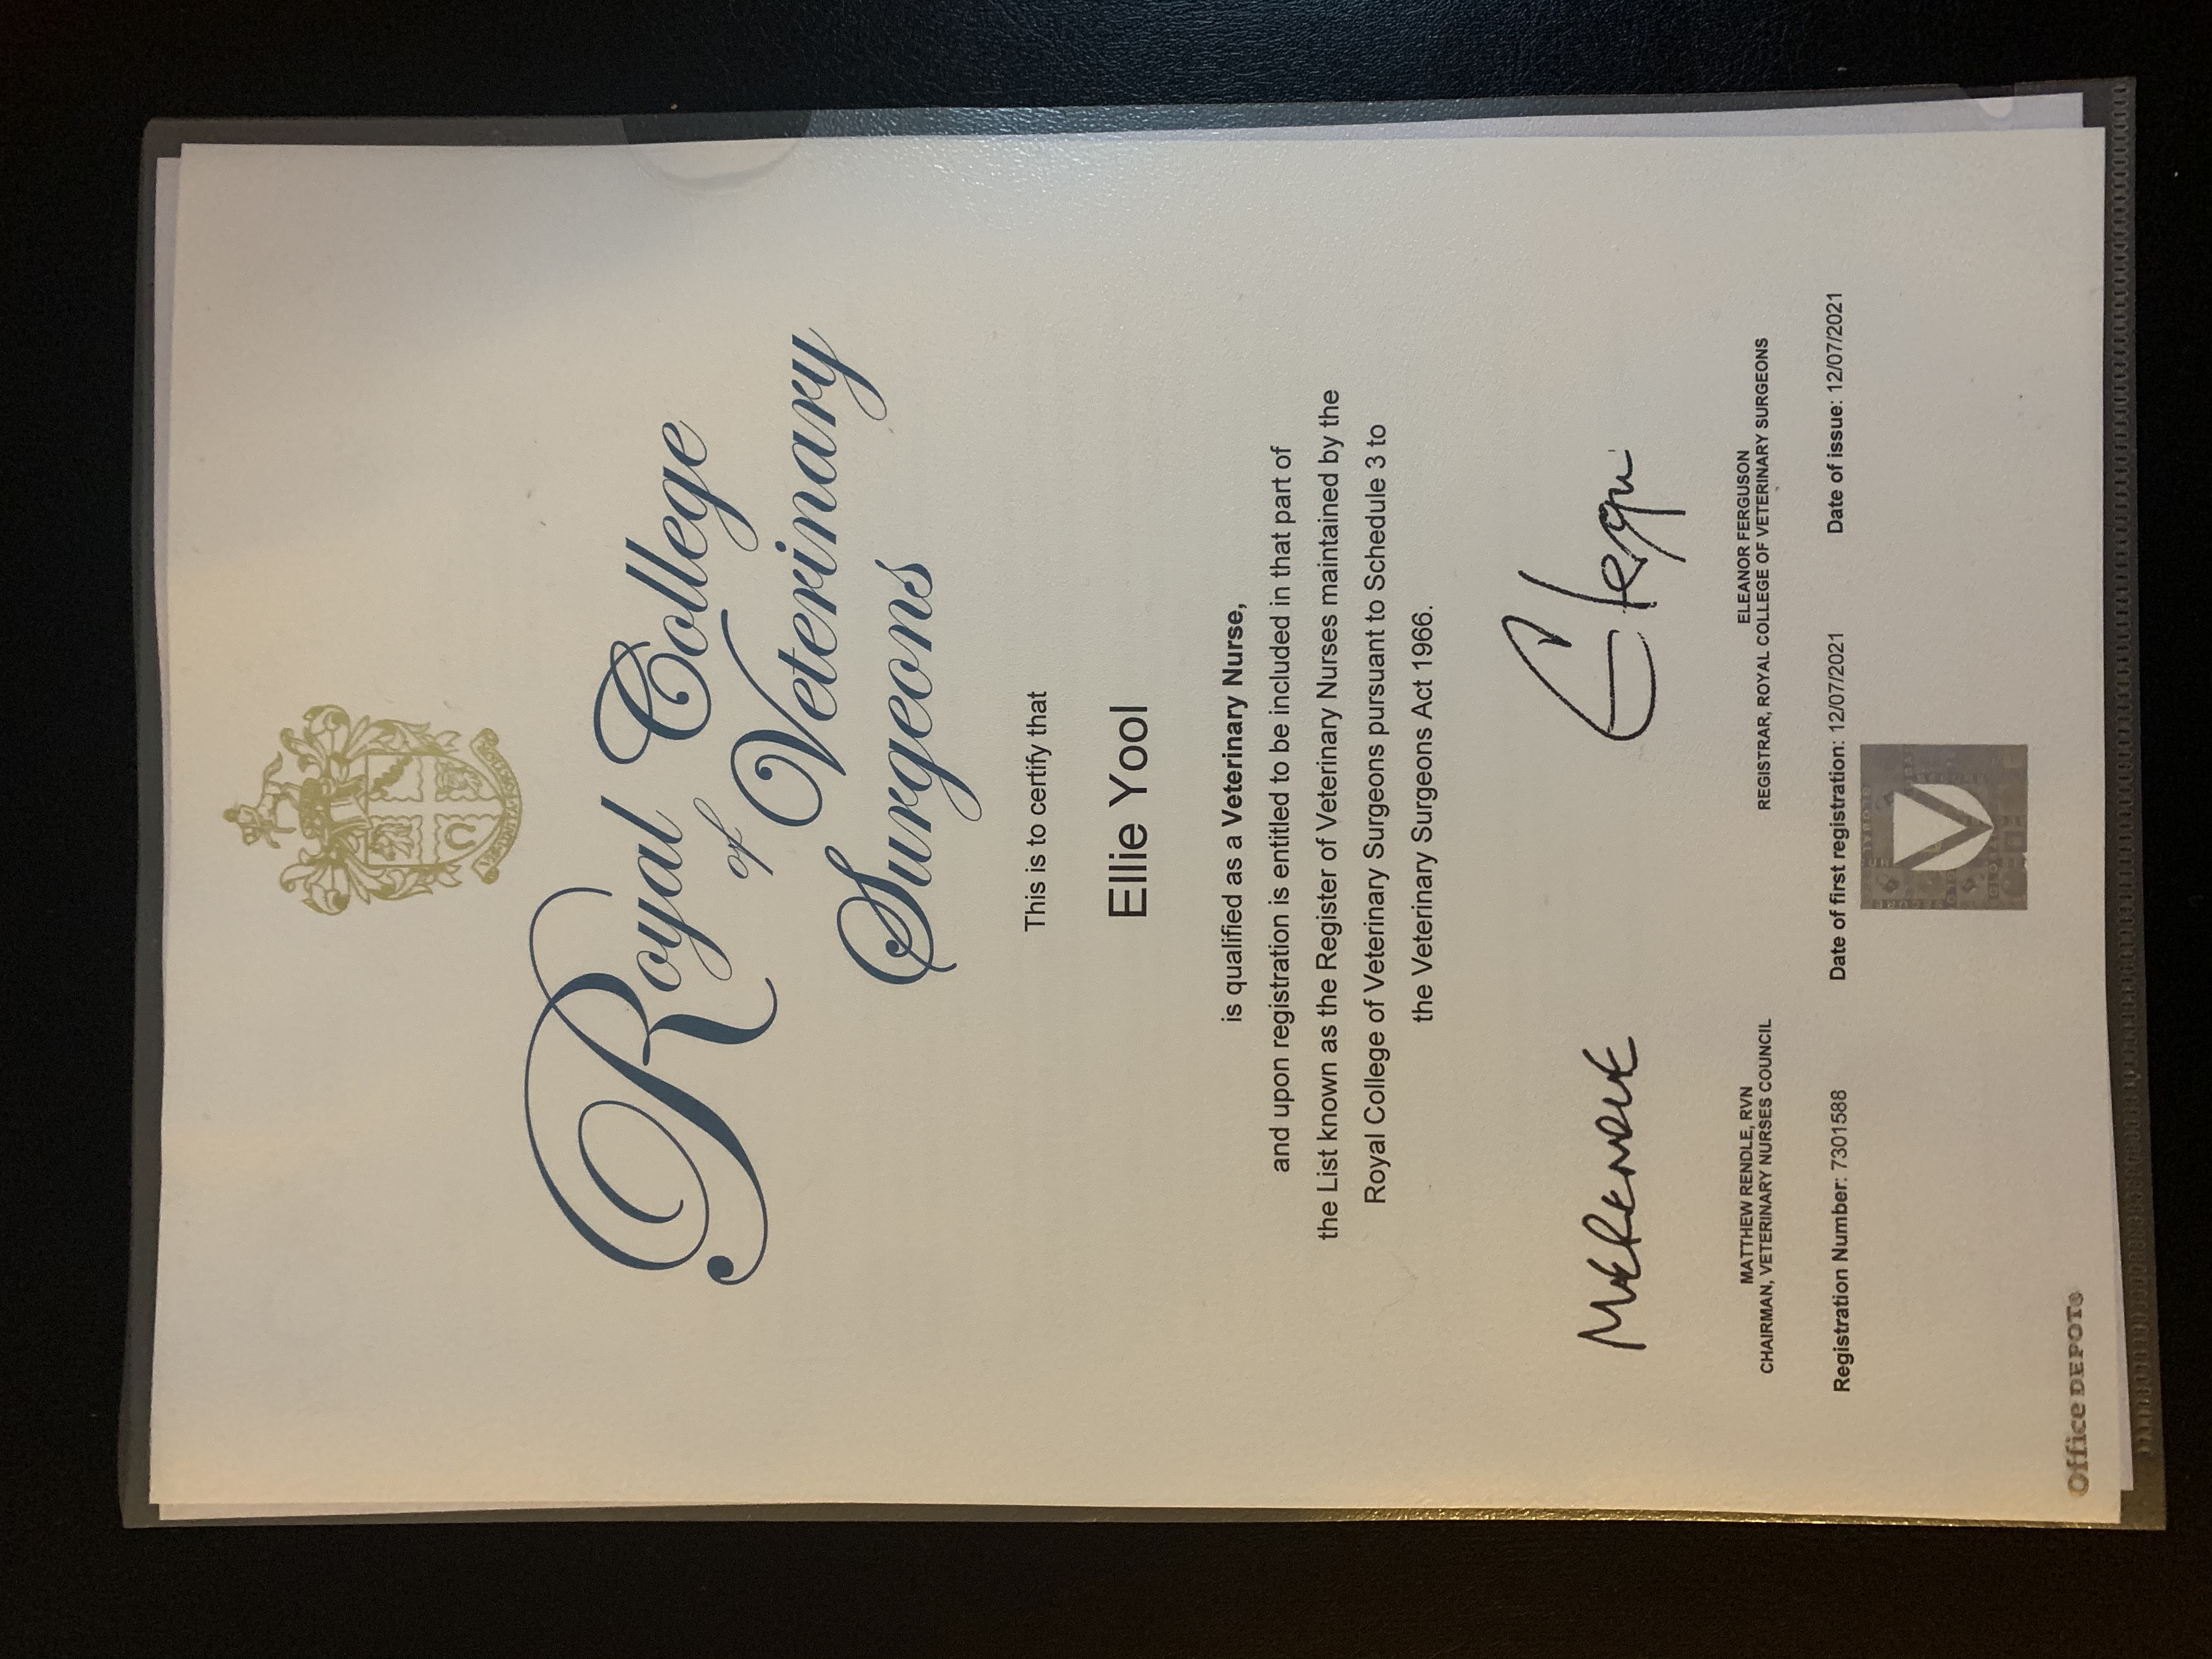 Royal College
of Veterinary
Surgeons
This is to certify that
Ellie Yool
is qualified as a Veterinary Nurse,
and upon registration is entitled to be included in that part of
the List known as the Register of Veterinary Nurses maintained by the
Royal College of Veterinary Surgeons pursuant to Schedule 3 to
the Veterinary Surgeons Act 1966.
MATTHEW RENDLE, RVN
CHAIRMAN, VETERINARY NURSES COUNCIL
ELEANOR FERGUSON
REGISTRAR, ROYAL COLLEGE OF VETERINARY SURGEONS
Registration Number: 7301588
Date of first registration: 12/07/2021
Date of issue: 12/07/2021
Office DEPOT®